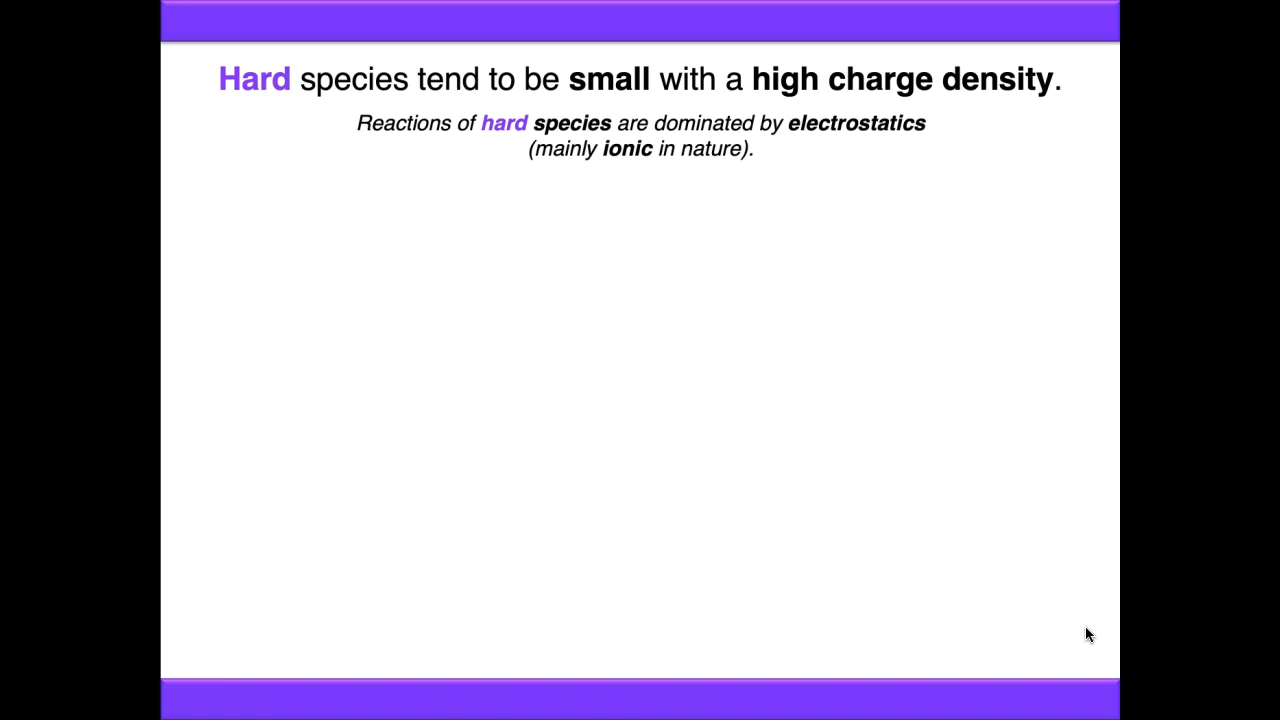 Hard species tend to be small with a high charge density.
Reactions of hard species are dominated by electrostatics
(mainly ionic in nature).